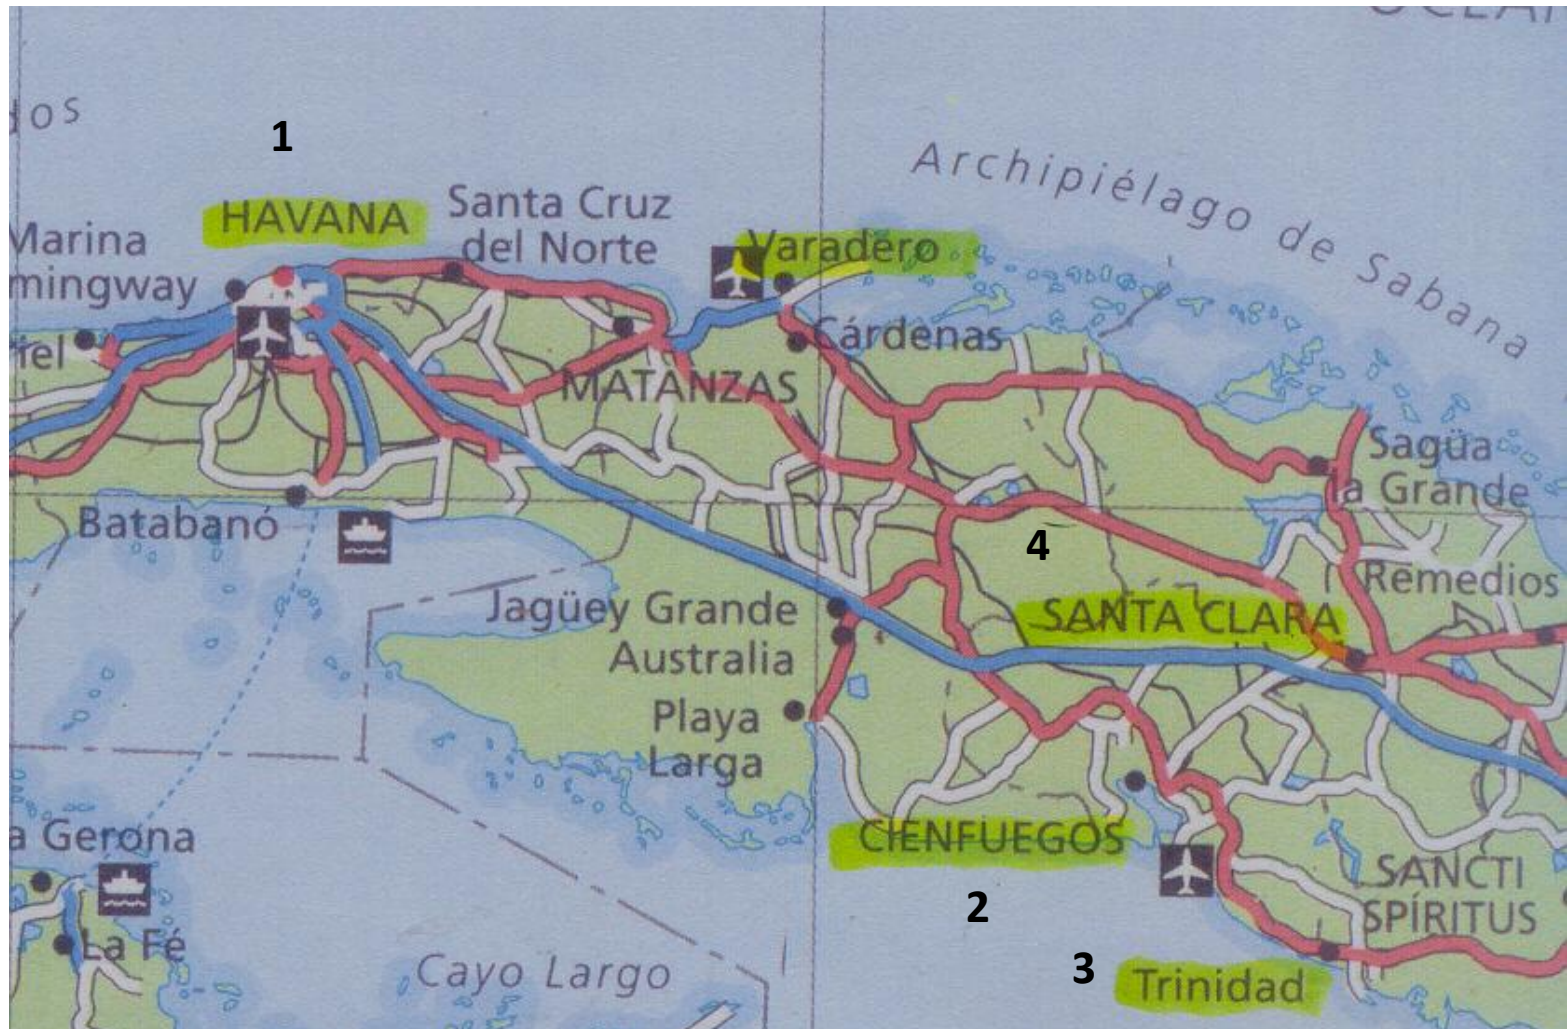 1
HAVANA
Santa Cruz
del Norte
Marina
mingway
Varadero
Archipiélago de Sabana
iel
Cárdenas
MATANZAS
Sagüa
la Grande
Batabanó
4
Remedios
Jagüey Grande
SANTA CLARA
Australia
Playa
Larga
a Gerona
CIENFUEGOS
SANCTI
SPÍRITUS
2
La Fé
Cayo Largo
3
Trinidad